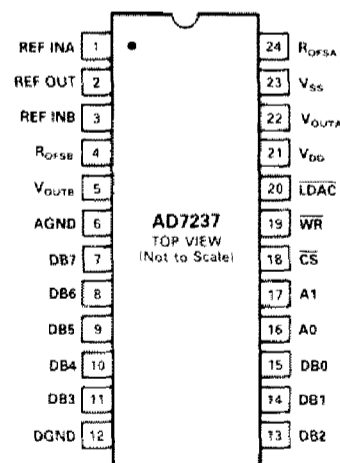 REF INA 1
REF OUT 2
REF INB 3
ROFSB 4
VOUTB 5
AGND 6
DB7 7
DB6 8
DB5 9
DB4 10
DB3 11
DGND 12
AD7237
TOP VIEW
(Not to Scale)
24 ROFSA
23 VSS
22 VOUTA
21 VDD
20 LDAC
19 WR
18 CS
17 A1
16 A0
15 DB0
14 DB1
13 DB2